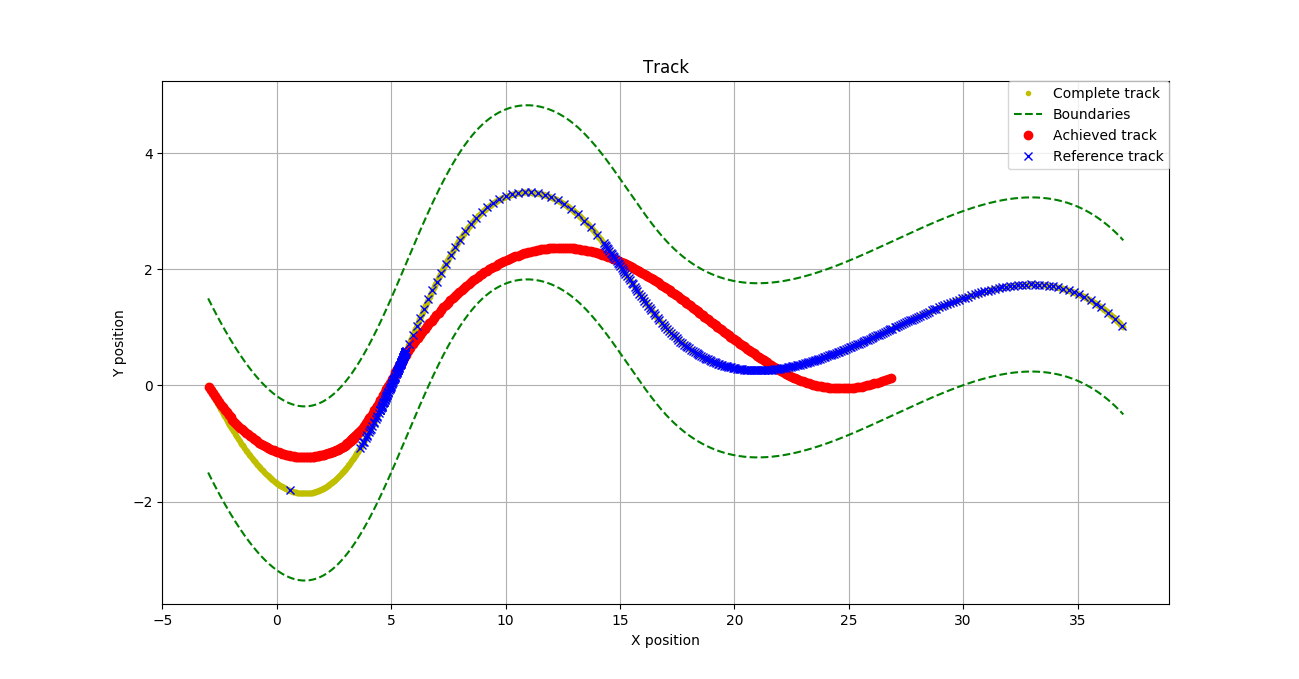 Track
Complete track
Boundaries
Achieved track
Reference track
Y position
4
2
0
−2
−5
0
5
10
15
20
25
30
35
X position